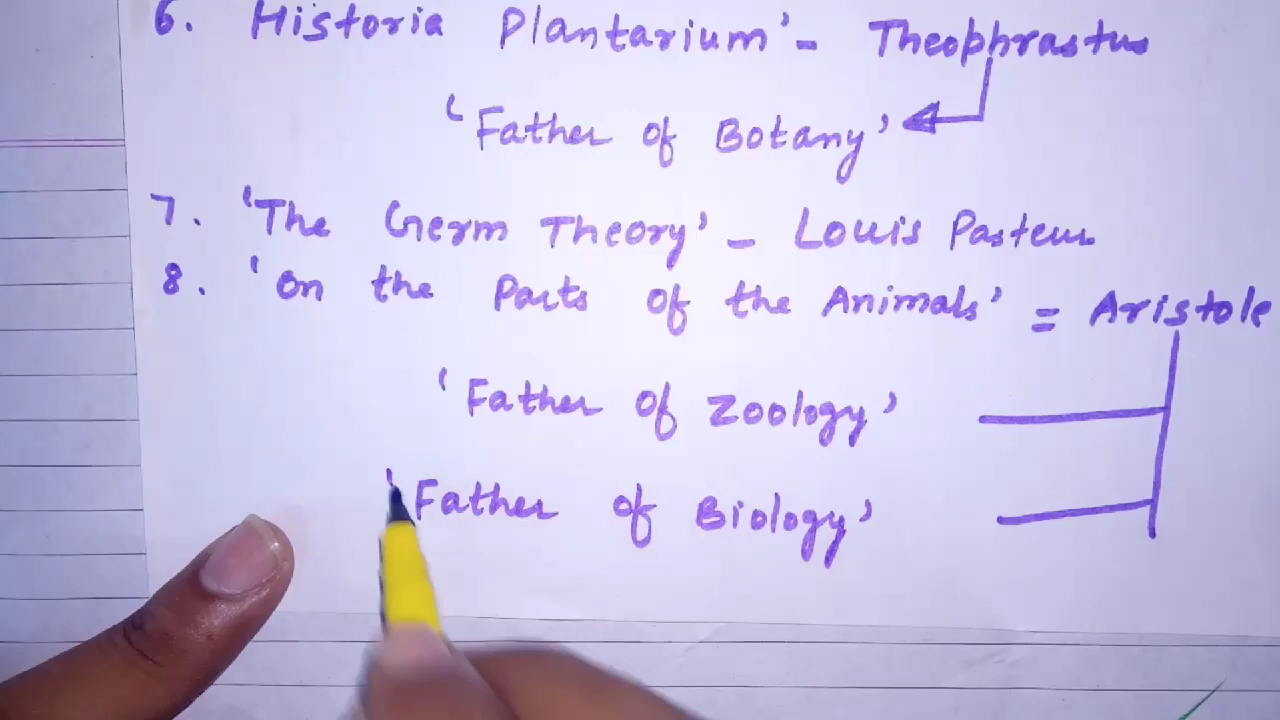 6. Historia Plantarium' - Theophrastus
'Father of Botany'
7. 'The Germ Theory' - Louis Pasteur
8. 'On the Parts of the Animals' = Aristole
'Father of Zoology'
'Father of Biology'